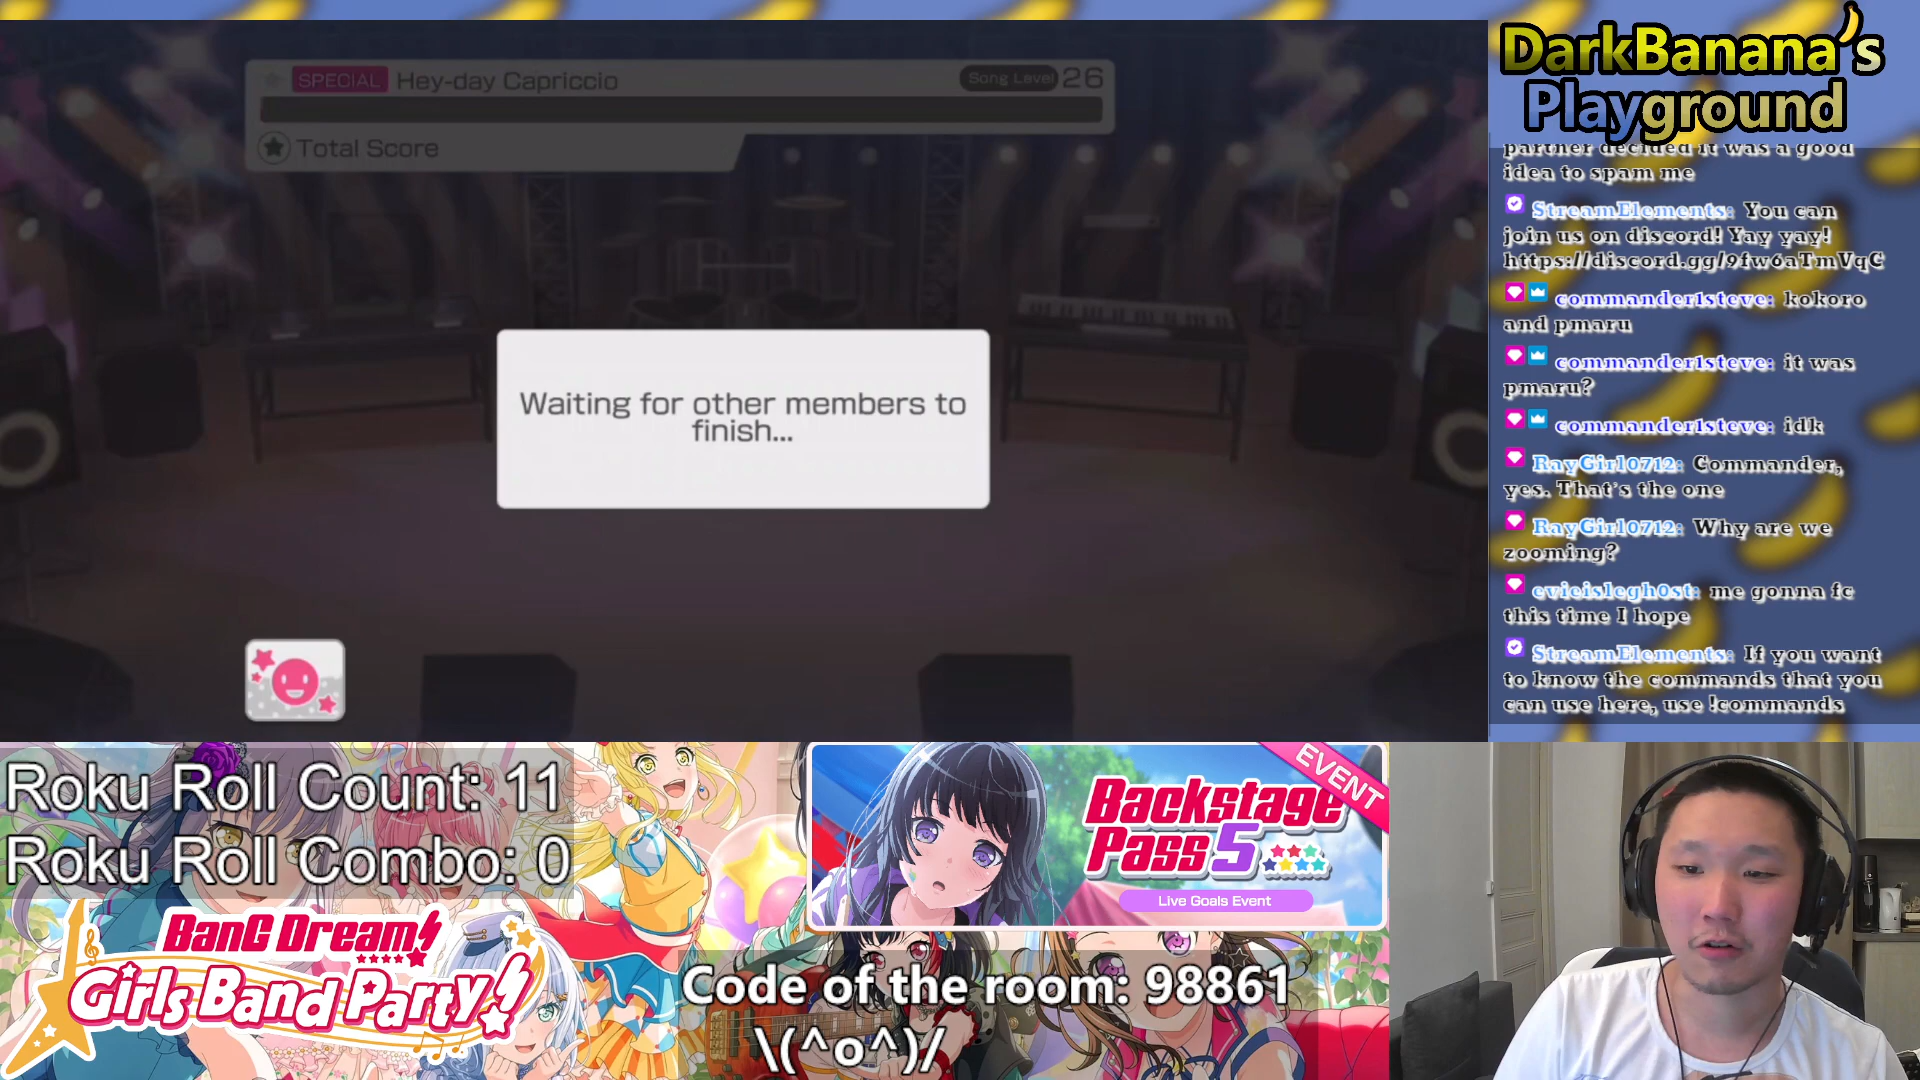 SPECIAL Hey-day Capriccio Song Level 26
Total Score
Waiting for other members to
finish...
DarkBanana's
Playground
partner decided it was a good
idea to spam me
StreamElements: You can
join us on discord! Yay yay!
https://discord.gg/9fw6aTmVqC
commander1steve: kokoro
and pmaru
commander1steve: it was
pmaru?
commander1steve: idk
RayGirl0712: Commander,
yes. That's the one
RayGirl0712: Why are we
zooming?
evieislegh0st: me gonna fc
this time I hope
StreamElements: If you want
to know the commands that you
can use here, use !commands
Roku Roll Count: 11
Roku Roll Combo: 0
BanG Dream!
Girls Band Party!
EVENT
Backstage
Pass 5
Live Goals Event
Code of the room: 98861
\(^o^)/